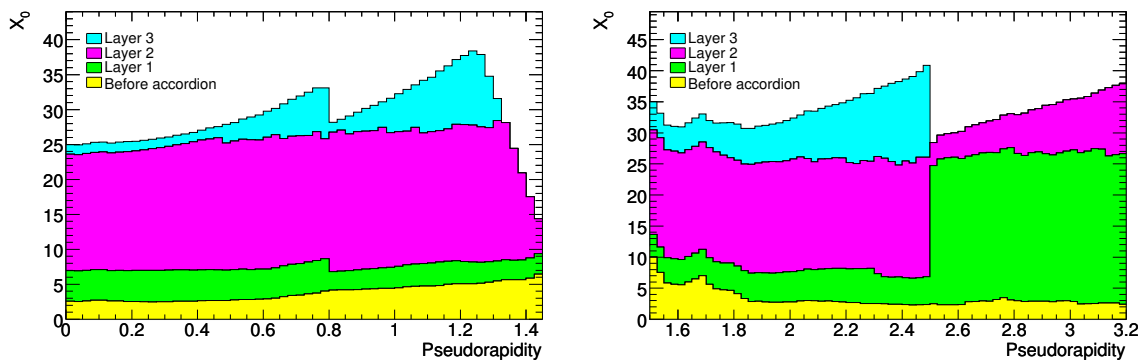 X₀
40
35
30
25
20
15
10
5
0
Layer 3
Layer 2
Layer 1
Before accordion
0 0.2 0.4 0.6 0.8 1 1.2 1.4
Pseudorapidity
X₀
45
40
35
30
25
20
15
10
5
0
Layer 3
Layer 2
Layer 1
Before accordion
1.6 1.8 2 2.2 2.4 2.6 2.8 3 3.2
Pseudorapidity